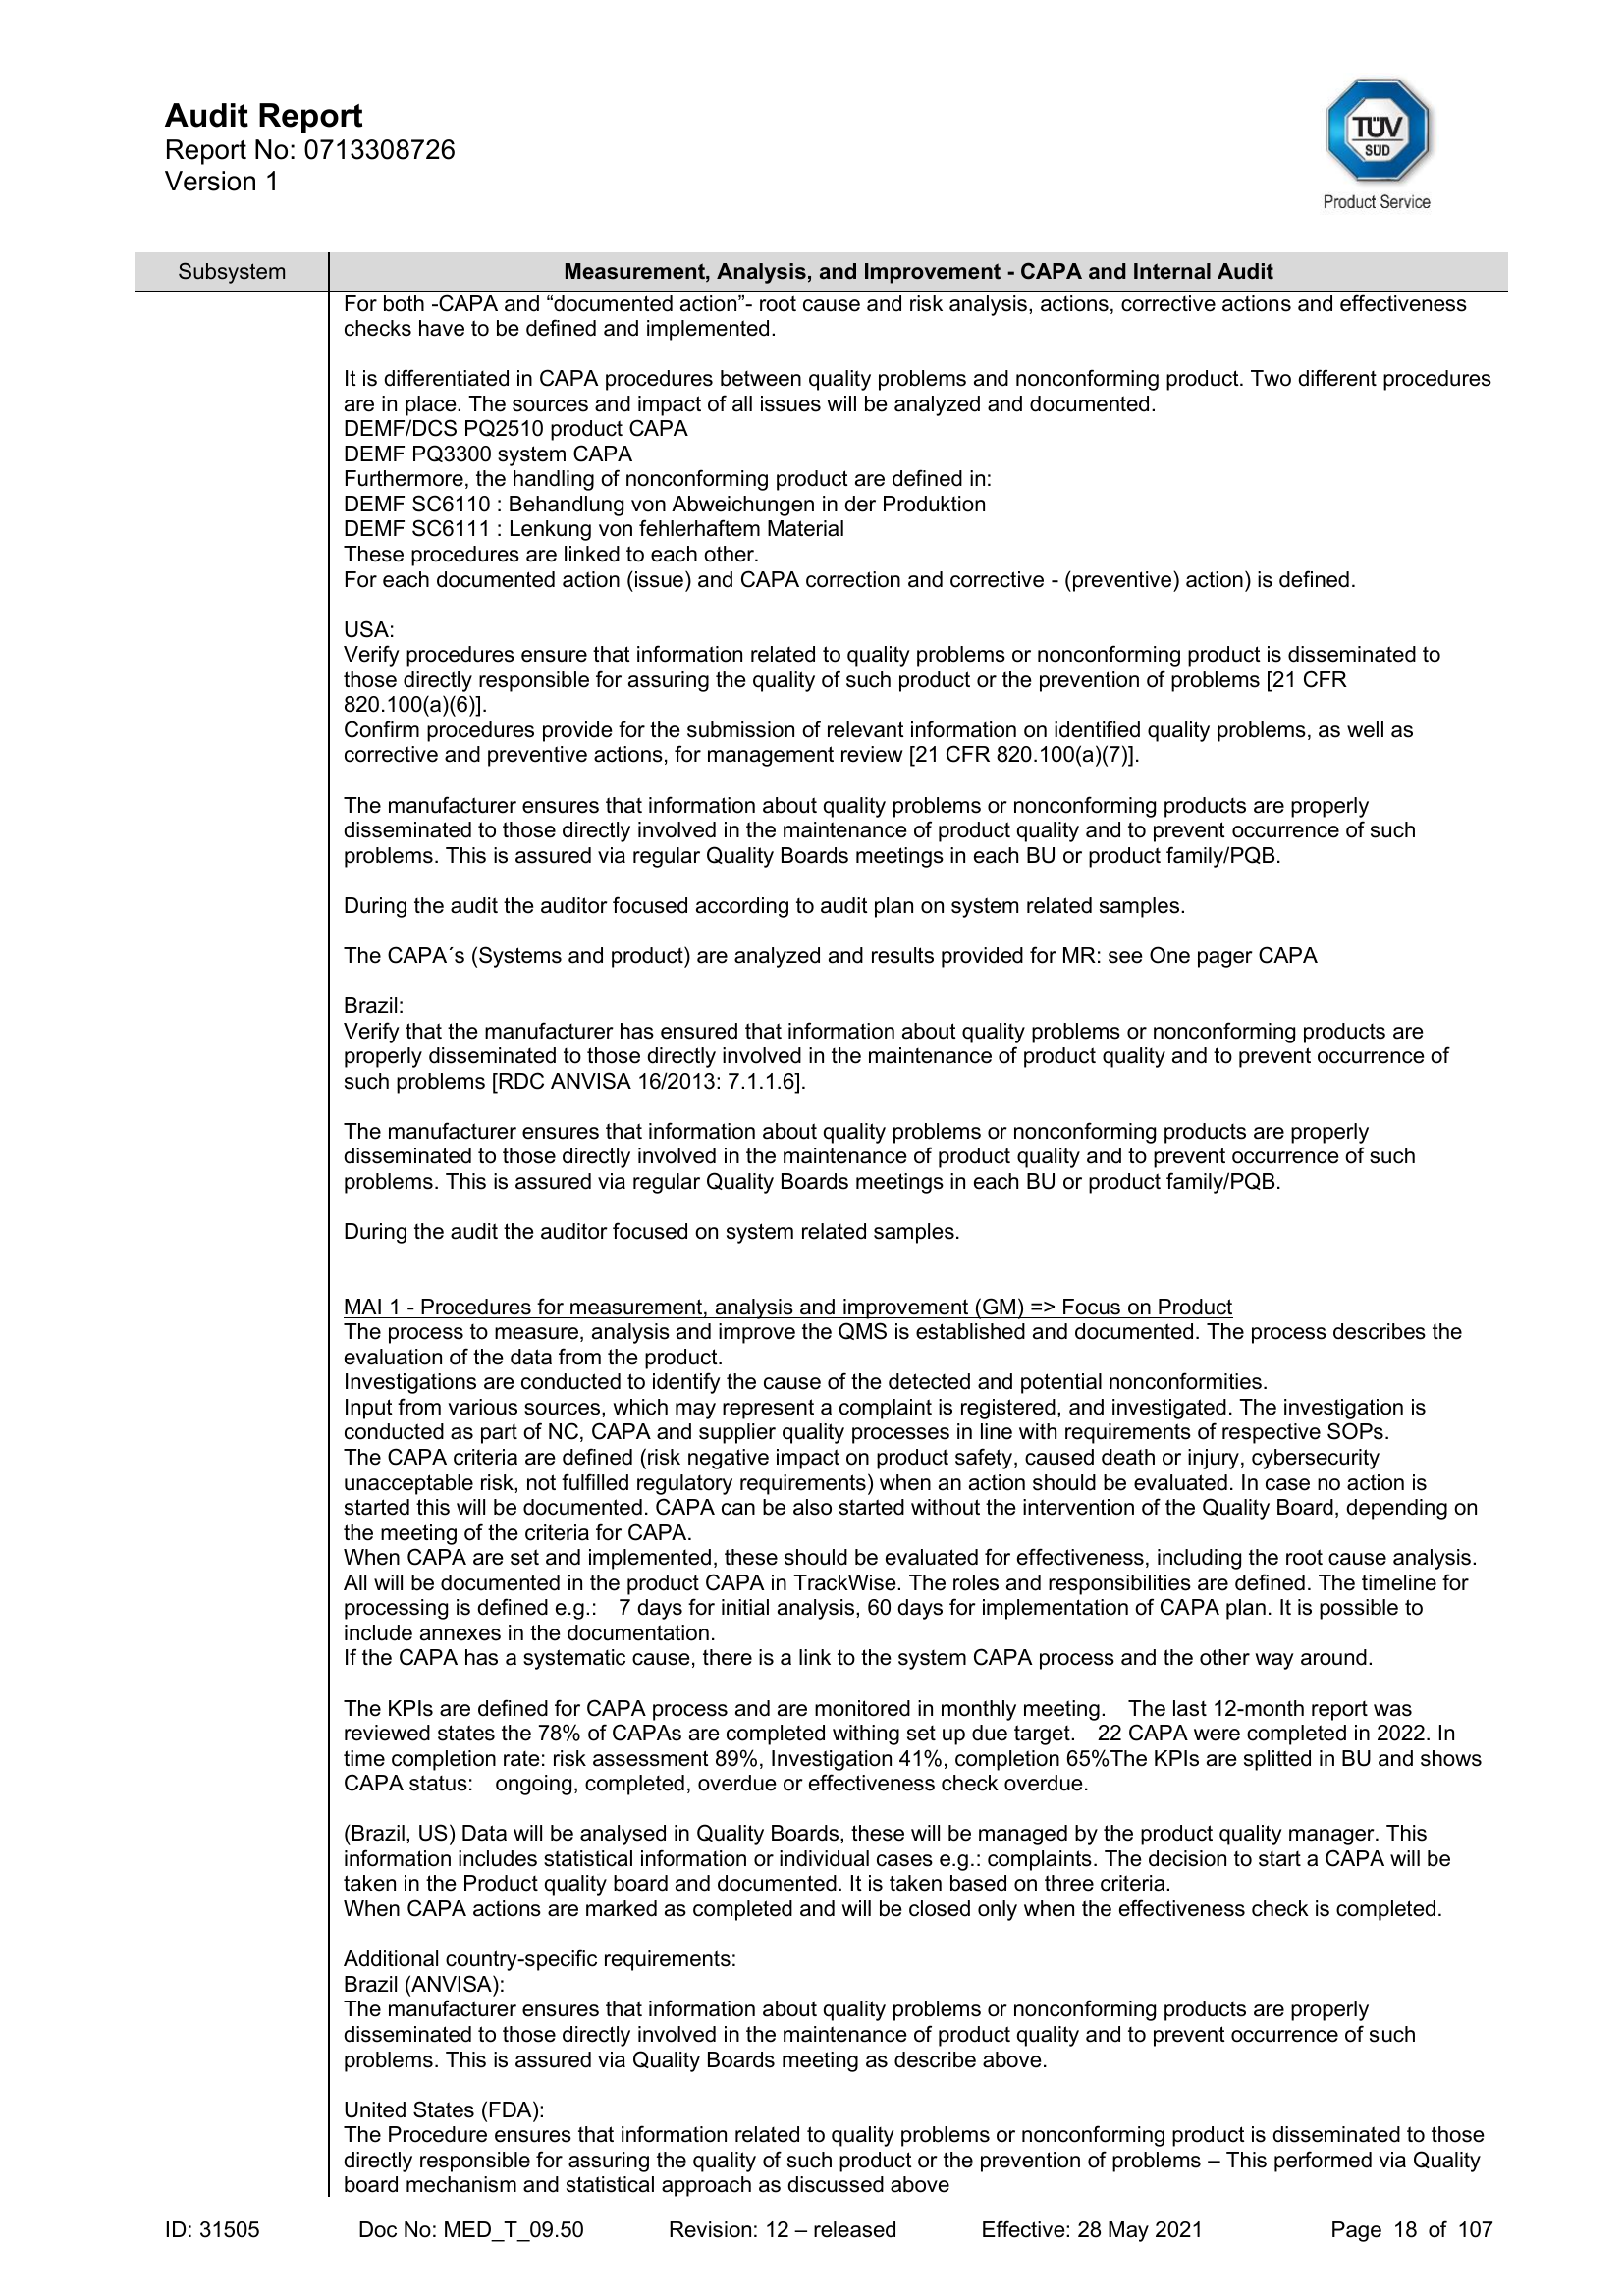 Audit Report
Report No: 0713308726
Version 1
TÜV
SÜD
Product Service
Subsystem
Measurement, Analysis, and Improvement - CAPA and Internal Audit
For both -CAPA and “documented action”- root cause and risk analysis, actions, corrective actions and effectiveness
checks have to be defined and implemented.
It is differentiated in CAPA procedures between quality problems and nonconforming product. Two different procedures
are in place. The sources and impact of all issues will be analyzed and documented.
DEMF/DCS PQ2510 product CAPA
DEMF PQ3300 system CAPA
Furthermore, the handling of nonconforming product are defined in:
DEMF SC6110 : Behandlung von Abweichungen in der Produktion
DEMF SC6111 : Lenkung von fehlerhaftem Material
These procedures are linked to each other.
For each documented action (issue) and CAPA correction and corrective - (preventive) action) is defined.
USA:
Verify procedures ensure that information related to quality problems or nonconforming product is disseminated to
those directly responsible for assuring the quality of such product or the prevention of problems [21 CFR
820.100(a)(6)].
Confirm procedures provide for the submission of relevant information on identified quality problems, as well as
corrective and preventive actions, for management review [21 CFR 820.100(a)(7)].
The manufacturer ensures that information about quality problems or nonconforming products are properly
disseminated to those directly involved in the maintenance of product quality and to prevent occurrence of such
problems. This is assured via regular Quality Boards meetings in each BU or product family/PQB.
During the audit the auditor focused according to audit plan on system related samples.
The CAPA´s (Systems and product) are analyzed and results provided for MR: see One pager CAPA
Brazil:
Verify that the manufacturer has ensured that information about quality problems or nonconforming products are
properly disseminated to those directly involved in the maintenance of product quality and to prevent occurrence of
such problems [RDC ANVISA 16/2013: 7.1.1.6].
The manufacturer ensures that information about quality problems or nonconforming products are properly
disseminated to those directly involved in the maintenance of product quality and to prevent occurrence of such
problems. This is assured via regular Quality Boards meetings in each BU or product family/PQB.
During the audit the auditor focused on system related samples.
MAI 1 - Procedures for measurement, analysis and improvement (GM) => Focus on Product
The process to measure, analysis and improve the QMS is established and documented. The process describes the
evaluation of the data from the product.
Investigations are conducted to identify the cause of the detected and potential nonconformities.
Input from various sources, which may represent a complaint is registered, and investigated. The investigation is
conducted as part of NC, CAPA and supplier quality processes in line with requirements of respective SOPs.
The CAPA criteria are defined (risk negative impact on product safety, caused death or injury, cybersecurity
unacceptable risk, not fulfilled regulatory requirements) when an action should be evaluated. In case no action is
started this will be documented. CAPA can be also started without the intervention of the Quality Board, depending on
the meeting of the criteria for CAPA.
When CAPA are set and implemented, these should be evaluated for effectiveness, including the root cause analysis.
All will be documented in the product CAPA in TrackWise. The roles and responsibilities are defined. The timeline for
processing is defined e.g.: 7 days for initial analysis, 60 days for implementation of CAPA plan. It is possible to
include annexes in the documentation.
If the CAPA has a systematic cause, there is a link to the system CAPA process and the other way around.
The KPIs are defined for CAPA process and are monitored in monthly meeting. The last 12-month report was
reviewed states the 78% of CAPAs are completed withing set up due target. 22 CAPA were completed in 2022. In
time completion rate: risk assessment 89%, Investigation 41%, completion 65%The KPIs are splitted in BU and shows
CAPA status: ongoing, completed, overdue or effectiveness check overdue.
(Brazil, US) Data will be analysed in Quality Boards, these will be managed by the product quality manager. This
information includes statistical information or individual cases e.g.: complaints. The decision to start a CAPA will be
taken in the Product quality board and documented. It is taken based on three criteria.
When CAPA actions are marked as completed and will be closed only when the effectiveness check is completed.
Additional country-specific requirements:
Brazil (ANVISA):
The manufacturer ensures that information about quality problems or nonconforming products are properly
disseminated to those directly involved in the maintenance of product quality and to prevent occurrence of such
problems. This is assured via Quality Boards meeting as describe above.
United States (FDA):
The Procedure ensures that information related to quality problems or nonconforming product is disseminated to those
directly responsible for assuring the quality of such product or the prevention of problems – This performed via Quality
board mechanism and statistical approach as discussed above
ID: 31505 Doc No: MED_T_09.50 Revision: 12 – released Effective: 28 May 2021 Page 18 of 107